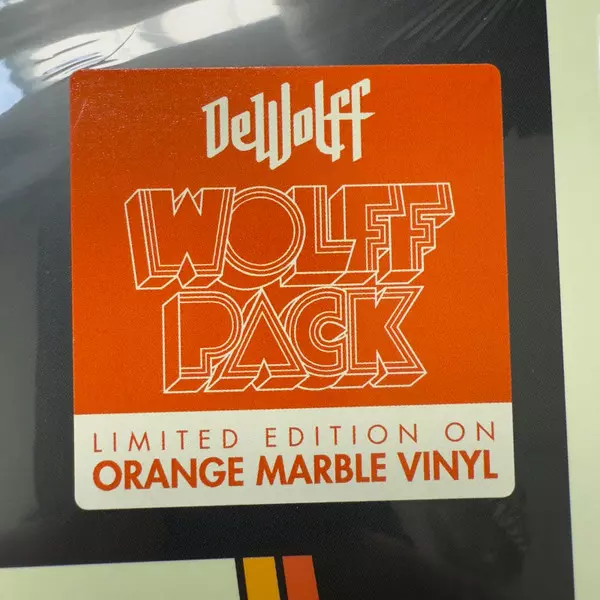 DeWolff
WOLFF
PACK
LIMITED EDITION ON
ORANGE MARBLE VINYL